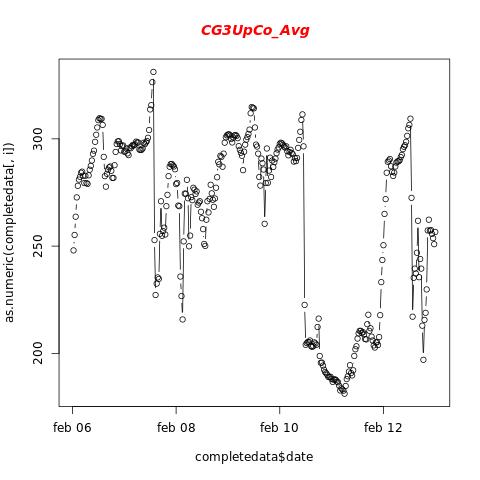 CG3UpCo_Avg
as.numeric(completedata[, i])
300
250
200
feb 06
feb 08
feb 10
feb 12
completedata$date